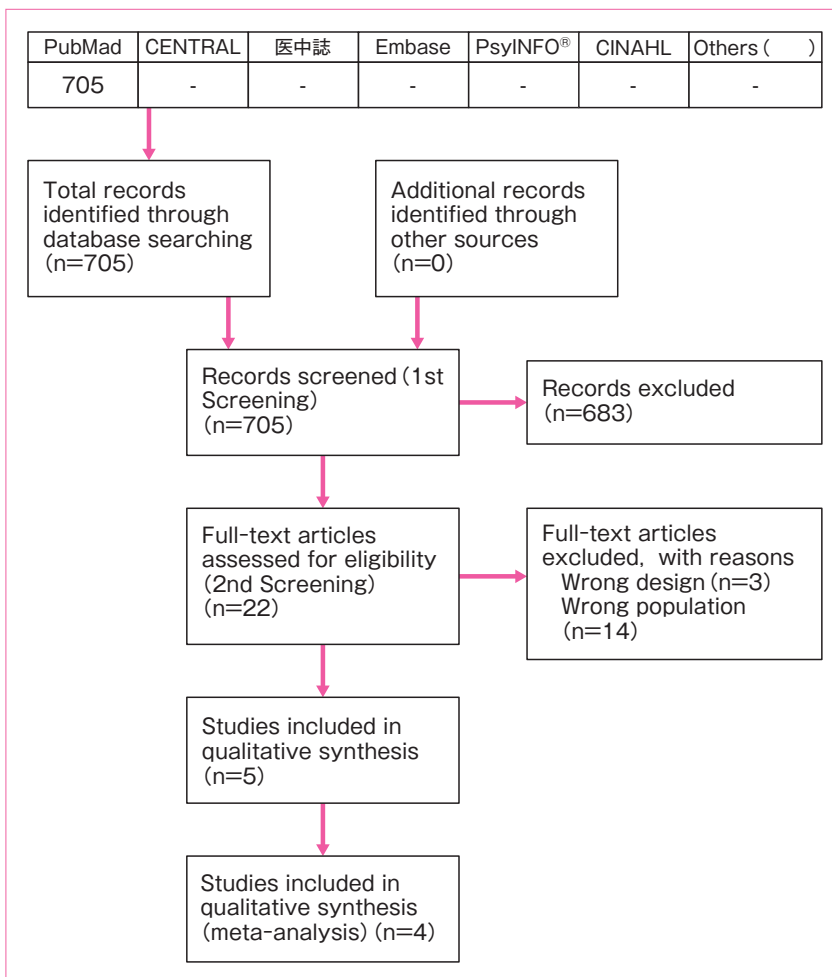 PubMad CENTRAL 医中誌 Embase PsyINFO® CINAHL Others( )
705 - - - - - -
Total records
identified through
database searching
(n=705)
Additional records
identified through
other sources
(n=0)
Records screened (1st
Screening)
(n=705)
Records excluded
(n=683)
Full-text articles
assessed for eligibility
(2nd Screening)
(n=22)
Full-text articles
excluded, with reasons
Wrong design (n=3)
Wrong population
(n=14)
Studies included in
qualitative synthesis
(n=5)
Studies included in
qualitative synthesis
(meta-analysis) (n=4)